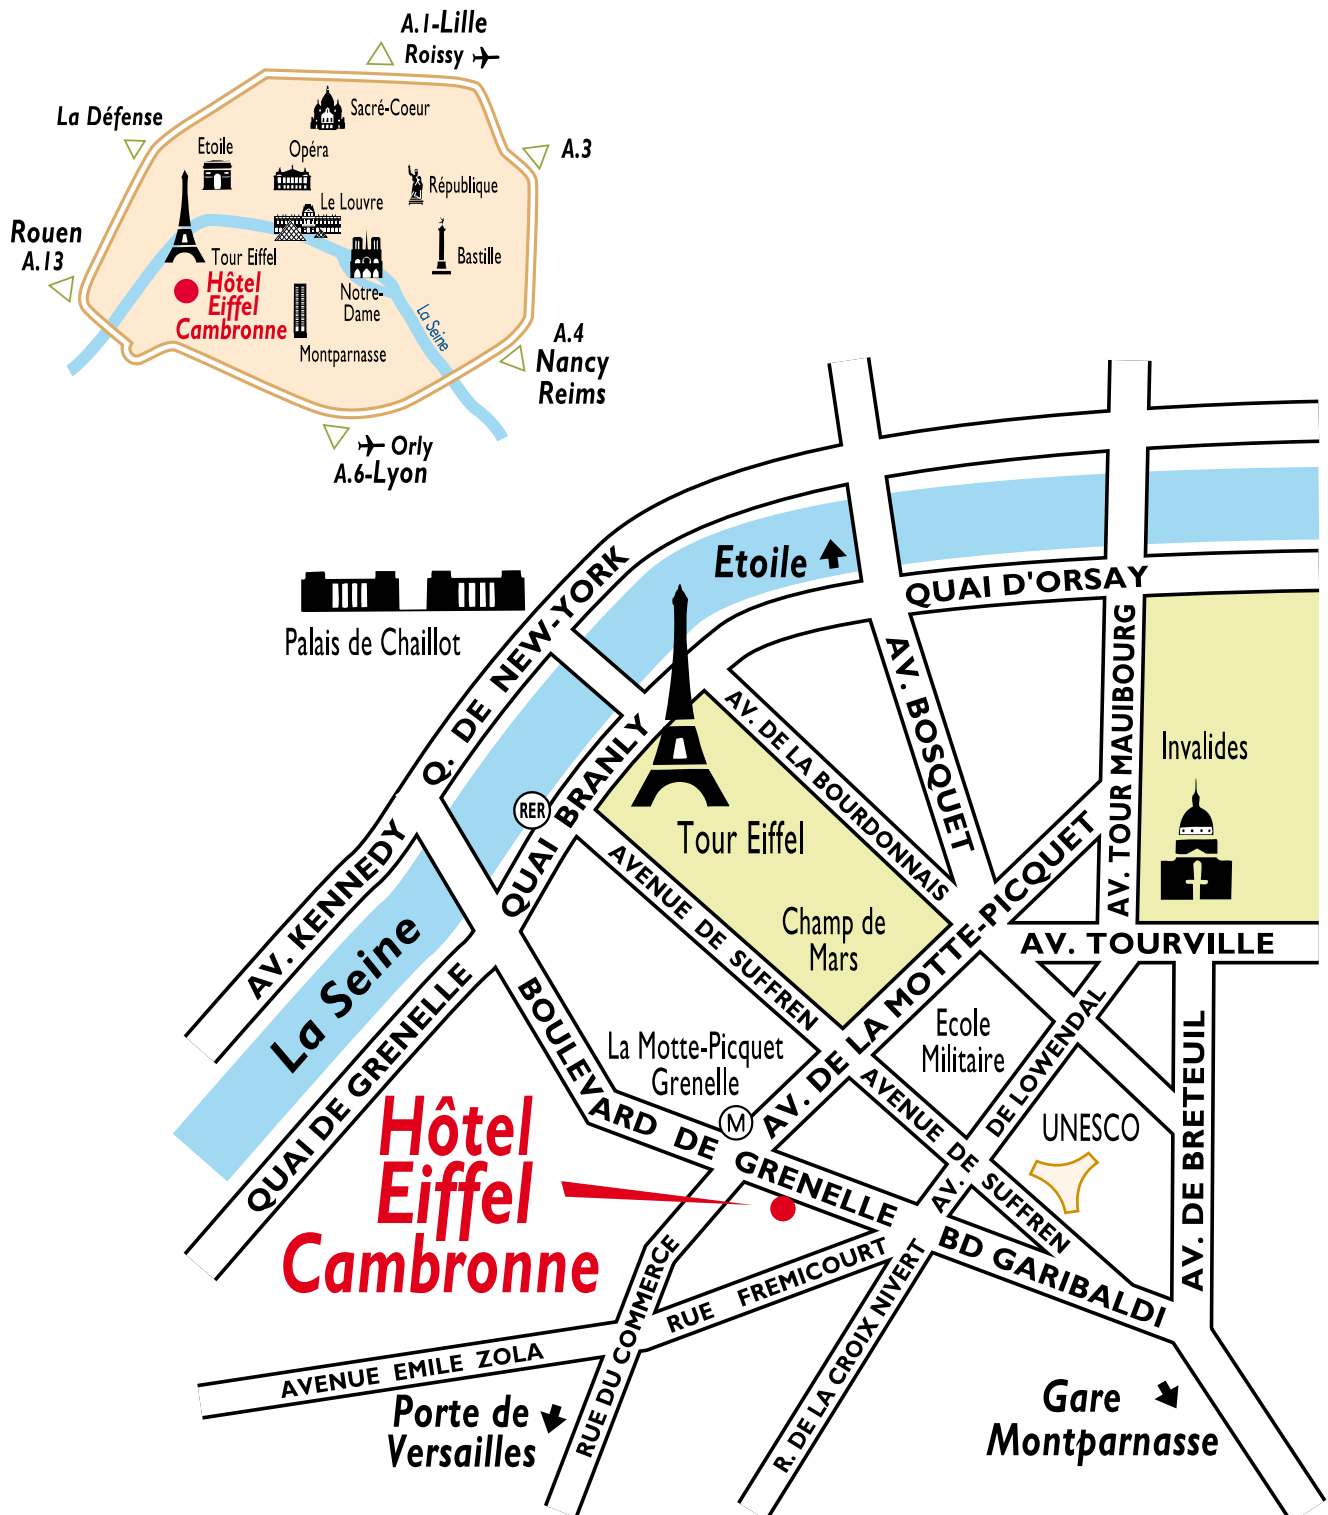 A.1-Lille
Roissy
La Défense
Sacré-Coeur
A.3
Etoile
Opéra
République
Le Louvre
Rouen
A.13
Tour Eiffel
Bastille
Hôtel
Eiffel
Cambronne
Notre-
Dame
La Seine
Montparnasse
A.4
Nancy
Reims
Orly
A.6-Lyon
Etoile
QUAI D'ORSAY
Palais de Chaillot
Q. DE NEW-YORK
AV. BOSQUET
AV. TOUR MAUIBOURG
AV. DE LA BOURDONNAIS
Invalides
RER
QUAI BRANLY
Tour Eiffel
AV. KENNEDY
AVENUE DE SUFFREN
Champ de
Mars
AV. DE LA MOTTE-PICQUET
AV. TOURVILLE
La Seine
QUAI DE GRENELLE
BOULEVARD DE GRENELLE
La Motte-Picquet
Grenelle
M
Ecole
Militaire
AV. DE LOWENDAL
AVENUE DE SUFFREN
UNESCO
AV. DE BRETEUIL
Hôtel
Eiffel
Cambronne
BD GARIBALDI
RUE FREMICOURT
RUE DU COMMERCE
R. DE LA CROIX NIVERT
AVENUE EMILE ZOLA
Porte de
Versailles
Gare
Montparnasse